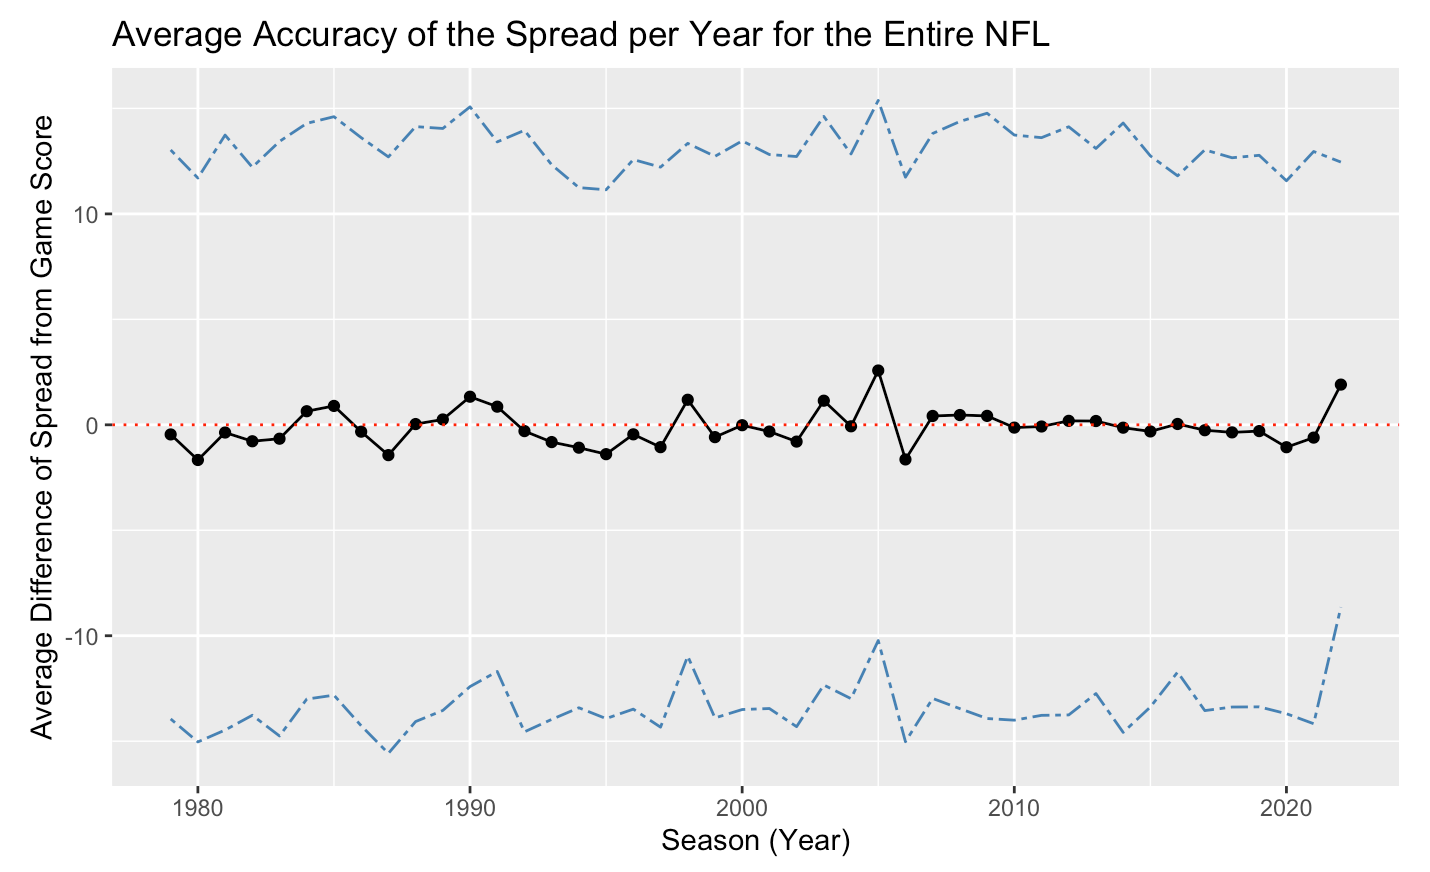 Average Accuracy of the Spread per Year for the Entire NFL
Average Difference of Spread from Game Score
10
0
-10
1980 1990 2000 2010 2020
Season (Year)